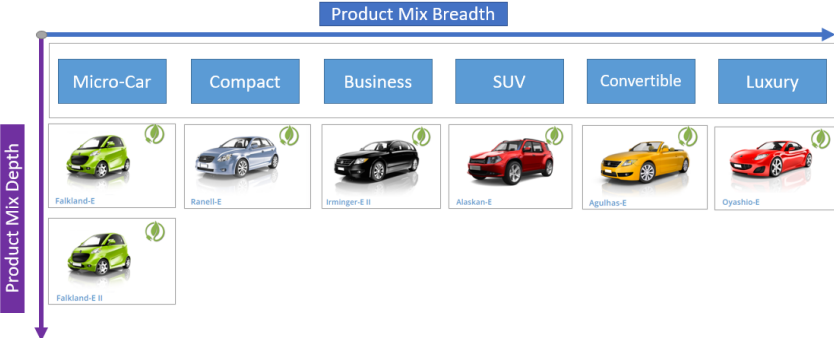 Product Mix Breadth
Micro-Car
Compact
Business
SUV
Convertible
Luxury
Product Mix Depth
Falkland-E
Ranell-E
Irminger-E II
Alaskan-E
Agulhas-E
Oyashio-E
Falkland-E II